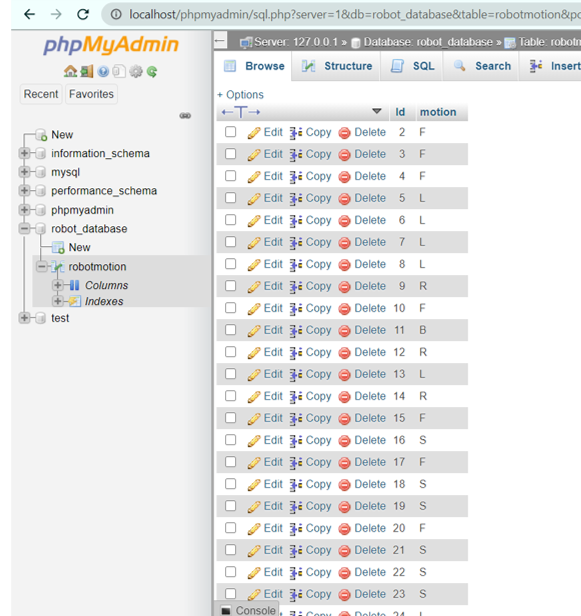 localhost/phpmyadmin/sql.php?server=1&db=robot_database&table=robotmotion&po
phpMyAdmin
Recent Favorites
New
information_schema
mysql
performance_schema
phpmyadmin
robot_database
New
robotmotion
Columns
Indexes
test
Server: 127.0.0.1 » Database: robot_database » Table: robotm
Browse Structure SQL Search Insert
+ Options
←T→ Id motion
Edit Copy Delete 2 F
Edit Copy Delete 3 F
Edit Copy Delete 4 F
Edit Copy Delete 5 L
Edit Copy Delete 6 L
Edit Copy Delete 7 L
Edit Copy Delete 8 L
Edit Copy Delete 9 R
Edit Copy Delete 10 F
Edit Copy Delete 11 B
Edit Copy Delete 12 R
Edit Copy Delete 13 L
Edit Copy Delete 14 R
Edit Copy Delete 15 F
Edit Copy Delete 16 S
Edit Copy Delete 17 F
Edit Copy Delete 18 S
Edit Copy Delete 19 S
Edit Copy Delete 20 F
Edit Copy Delete 21 S
Edit Copy Delete 22 S
Edit Copy Delete 23 S
Console Copy Delete 24 L